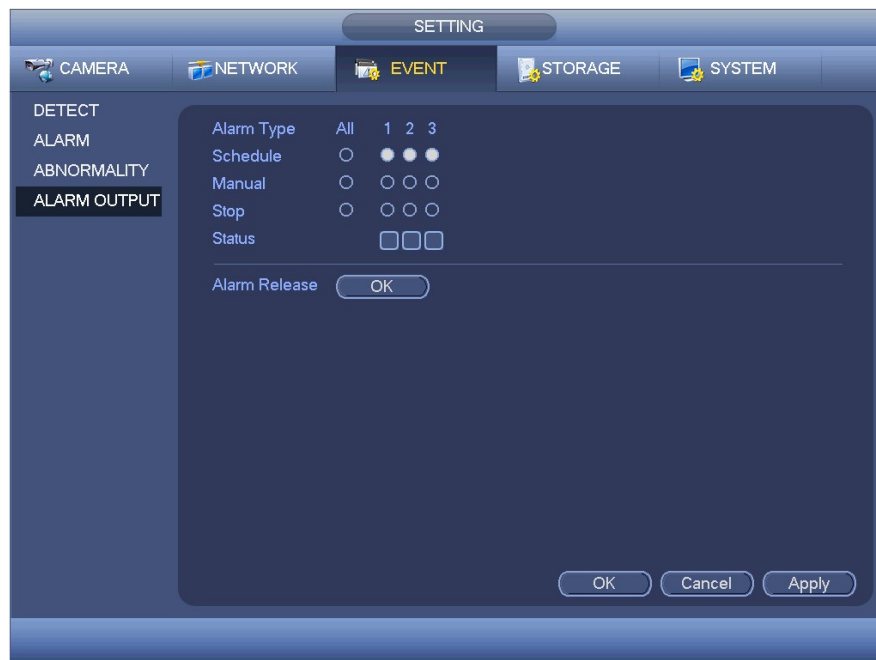 SETTING
CAMERA NETWORK EVENT STORAGE SYSTEM
DETECT
ALARM
ABNORMALITY
ALARM OUTPUT
Alarm Type All 1 2 3
Schedule
Manual
Stop
Status
Alarm Release OK
OK Cancel Apply